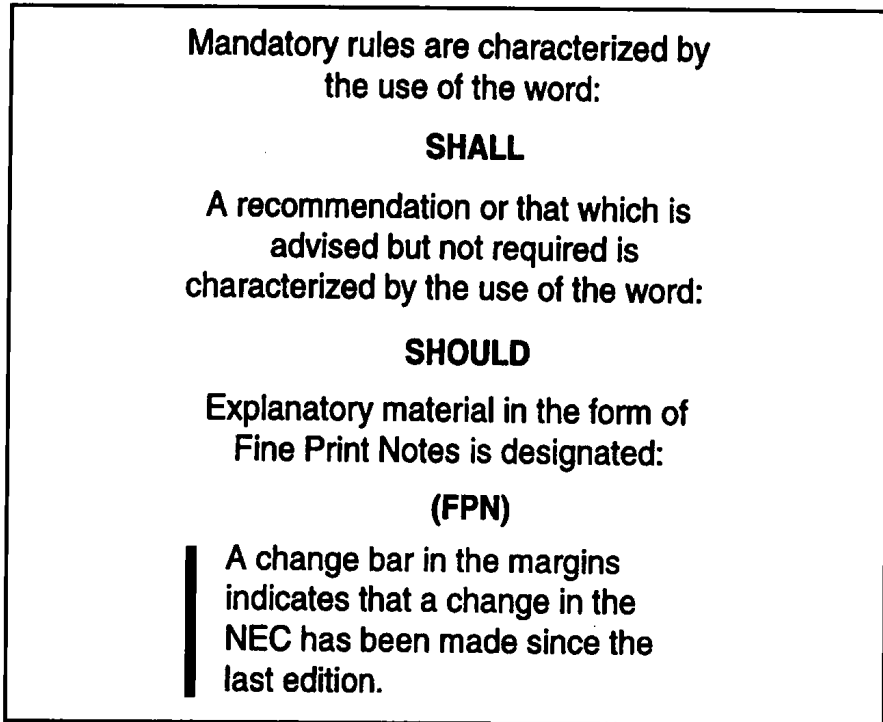 Mandatory rules are characterized by
the use of the word:
SHALL
A recommendation or that which is
advised but not required is
characterized by the use of the word:
SHOULD
Explanatory material in the form of
Fine Print Notes is designated:
(FPN)
A change bar in the margins
indicates that a change in the
NEC has been made since the
last edition.